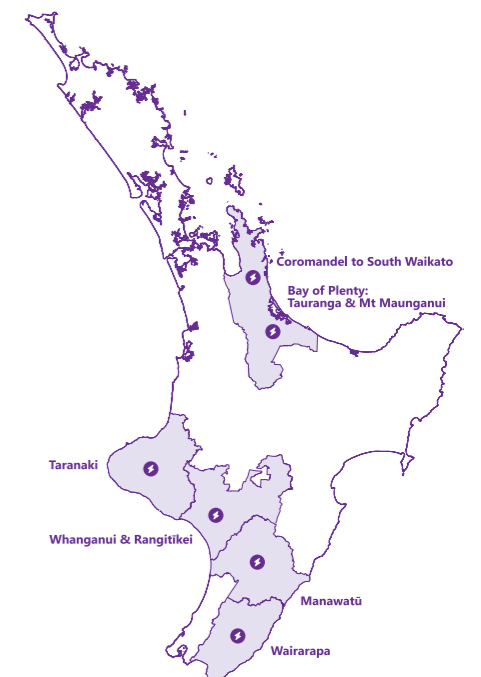 Coromandel to South Waikato
Bay of Plenty:
Tauranga & Mt Maunganui
Taranaki
Whanganui & Rangitīkei
Manawatū
Wairarapa